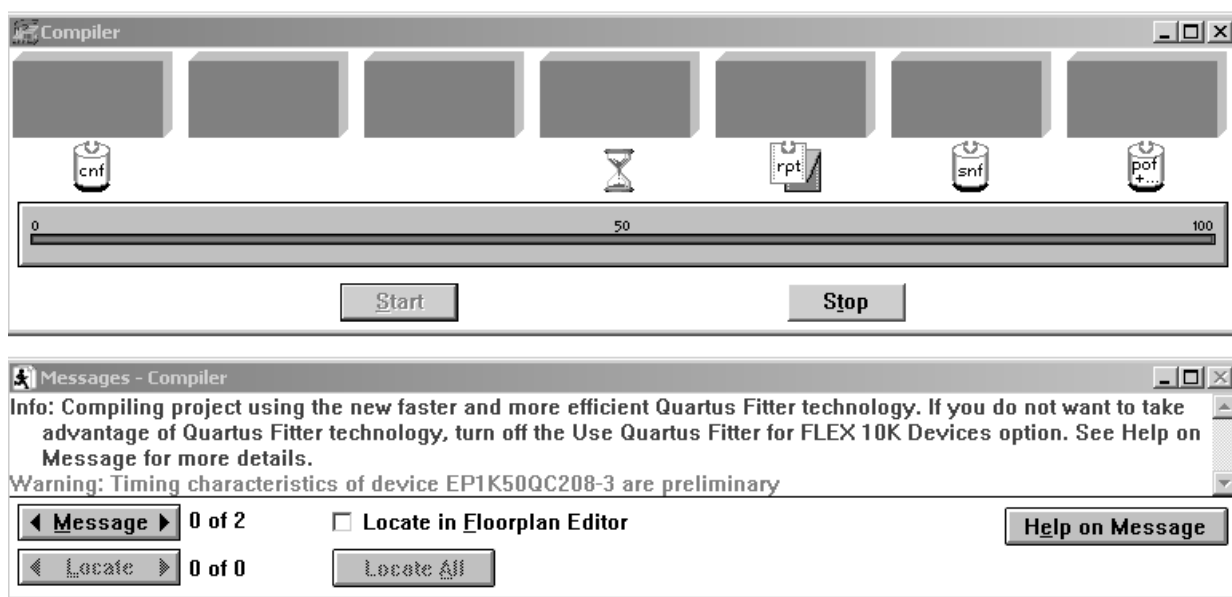 Compiler
cnf
rpt
snf
pof
+...
0 50 100
Start Stop
Messages - Compiler
Info: Compiling project using the new faster and more efficient Quartus Fitter technology. If you do not want to take
advantage of Quartus Fitter technology, turn off the Use Quartus Fitter for FLEX 10K Devices option. See Help on
Message for more details.
Warning: Timing characteristics of device EP1K50QC208-3 are preliminary
Message 0 of 2 Locate in Floorplan Editor Help on Message
Locate 0 of 0 Locate All